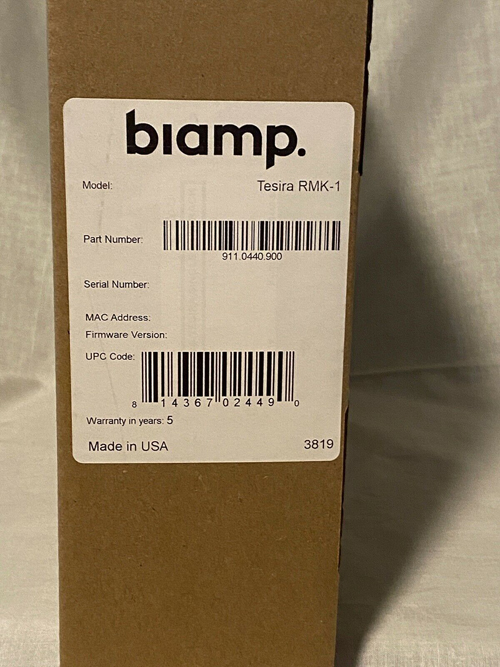 biamp.
Model: Tesira RMK-1
Part Number:
911.0440.900
Serial Number:
MAC Address:
Firmware Version:
UPC Code:
8 14367 02449 0
Warranty in years: 5
Made in USA 3819